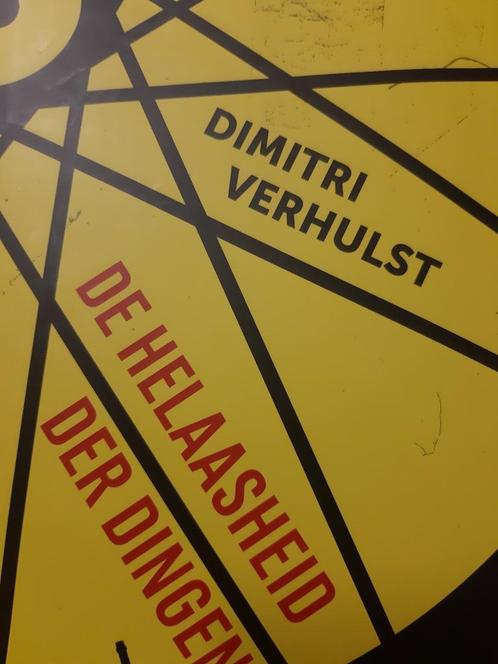 DIMITRI
VERHULST
DE HELAASHEID
DER DINGEN